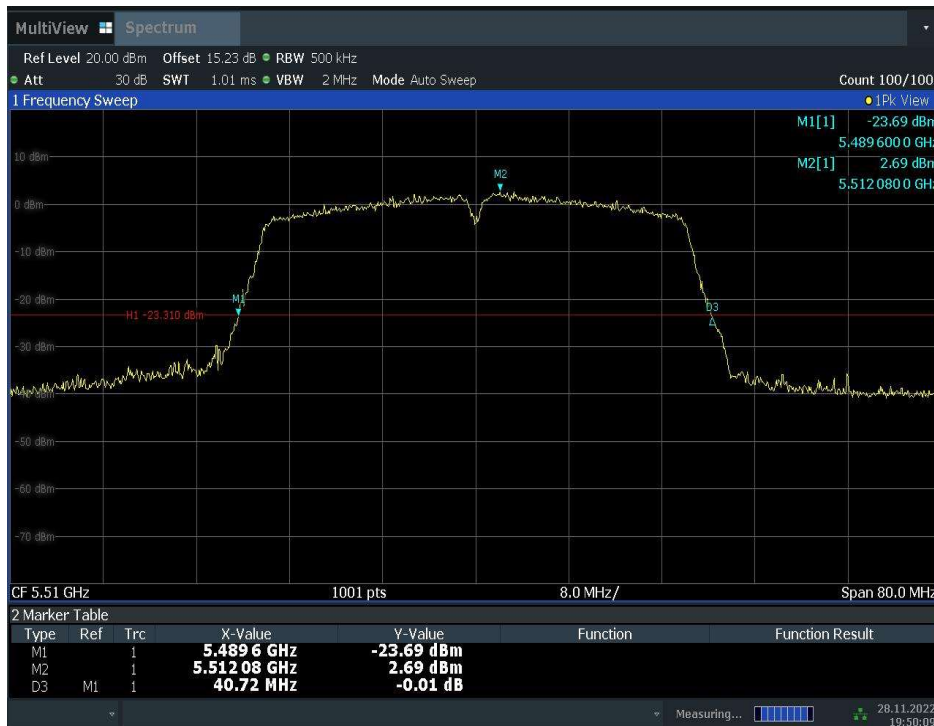 MultiView Spectrum
Ref Level 20.00 dBm Offset 15.23 dB RBW 500 kHz
Att 30 dB SWT 1.01 ms VBW 2 MHz Mode Auto Sweep Count 100/100
1 Frequency Sweep 1Pk View
M1[1] -23.69 dBm
5.489 600 0 GHz
M2[1] 2.69 dBm
5.512 080 0 GHz
10 dBm
M2
0 dBm
-10 dBm
-20 dBm
M1
D3
H1 -23.310 dBm
-30 dBm
-40 dBm
-50 dBm
-60 dBm
-70 dBm
CF 5.51 GHz 1001 pts 8.0 MHz/ Span 80.0 MHz
2 Marker Table
Type Ref Trc X-Value Y-Value Function Function Result
M1 1 5.489 6 GHz -23.69 dBm
M2 1 5.512 08 GHz 2.69 dBm
D3 M1 1 40.72 MHz -0.01 dB
Measuring... 28.11.2022
19:50:09